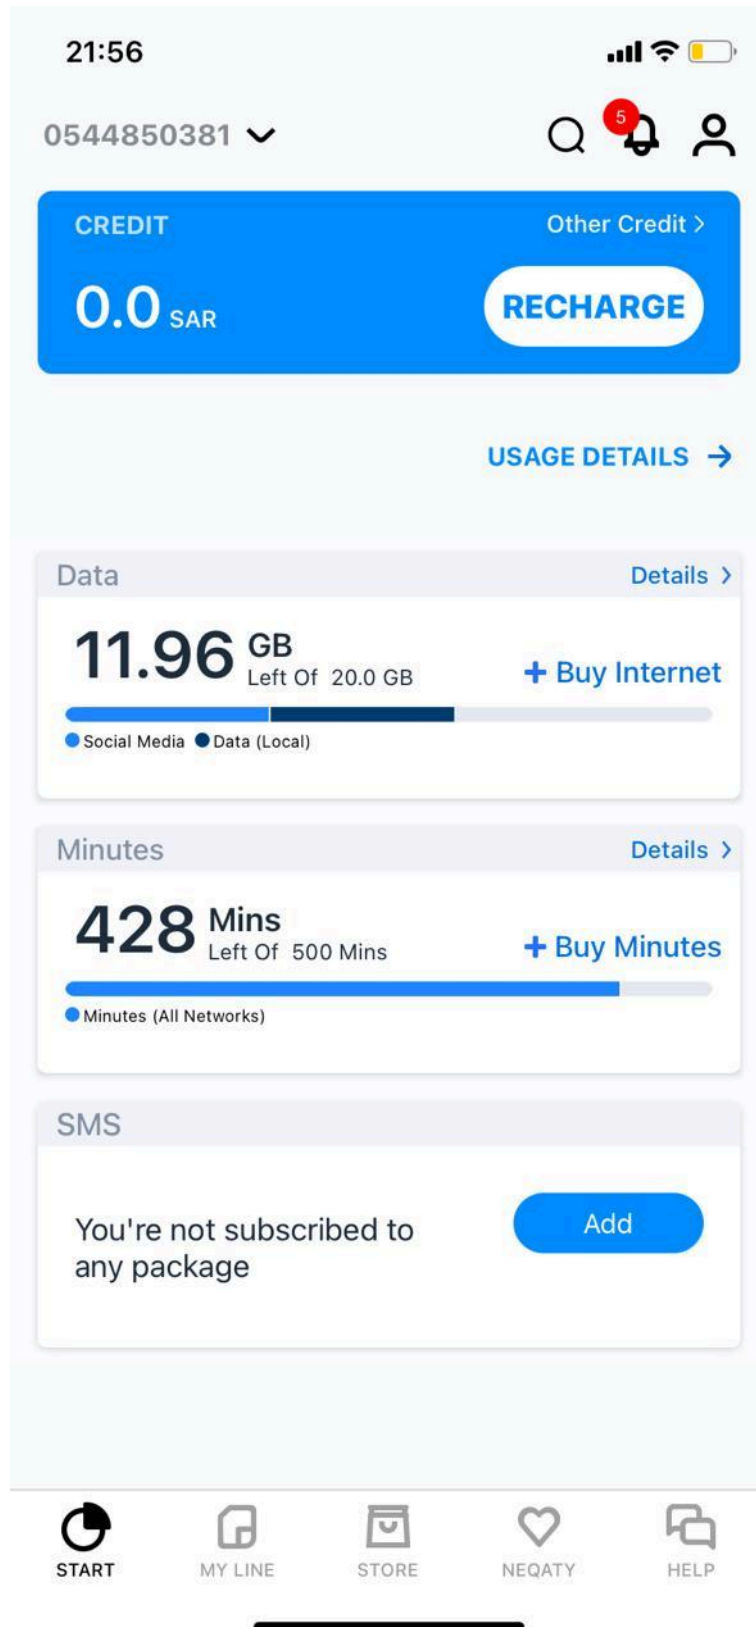 21:56
0544850381
5
CREDIT
Other Credit >
0.0 SAR
RECHARGE
USAGE DETAILS →
Data
Details >
11.96 GB
Left Of 20.0 GB
+ Buy Internet
Social Media Data (Local)
Minutes
Details >
428 Mins
Left Of 500 Mins
+ Buy Minutes
Minutes (All Networks)
SMS
You're not subscribed to
any package
Add
START MY LINE STORE NEQATY HELP